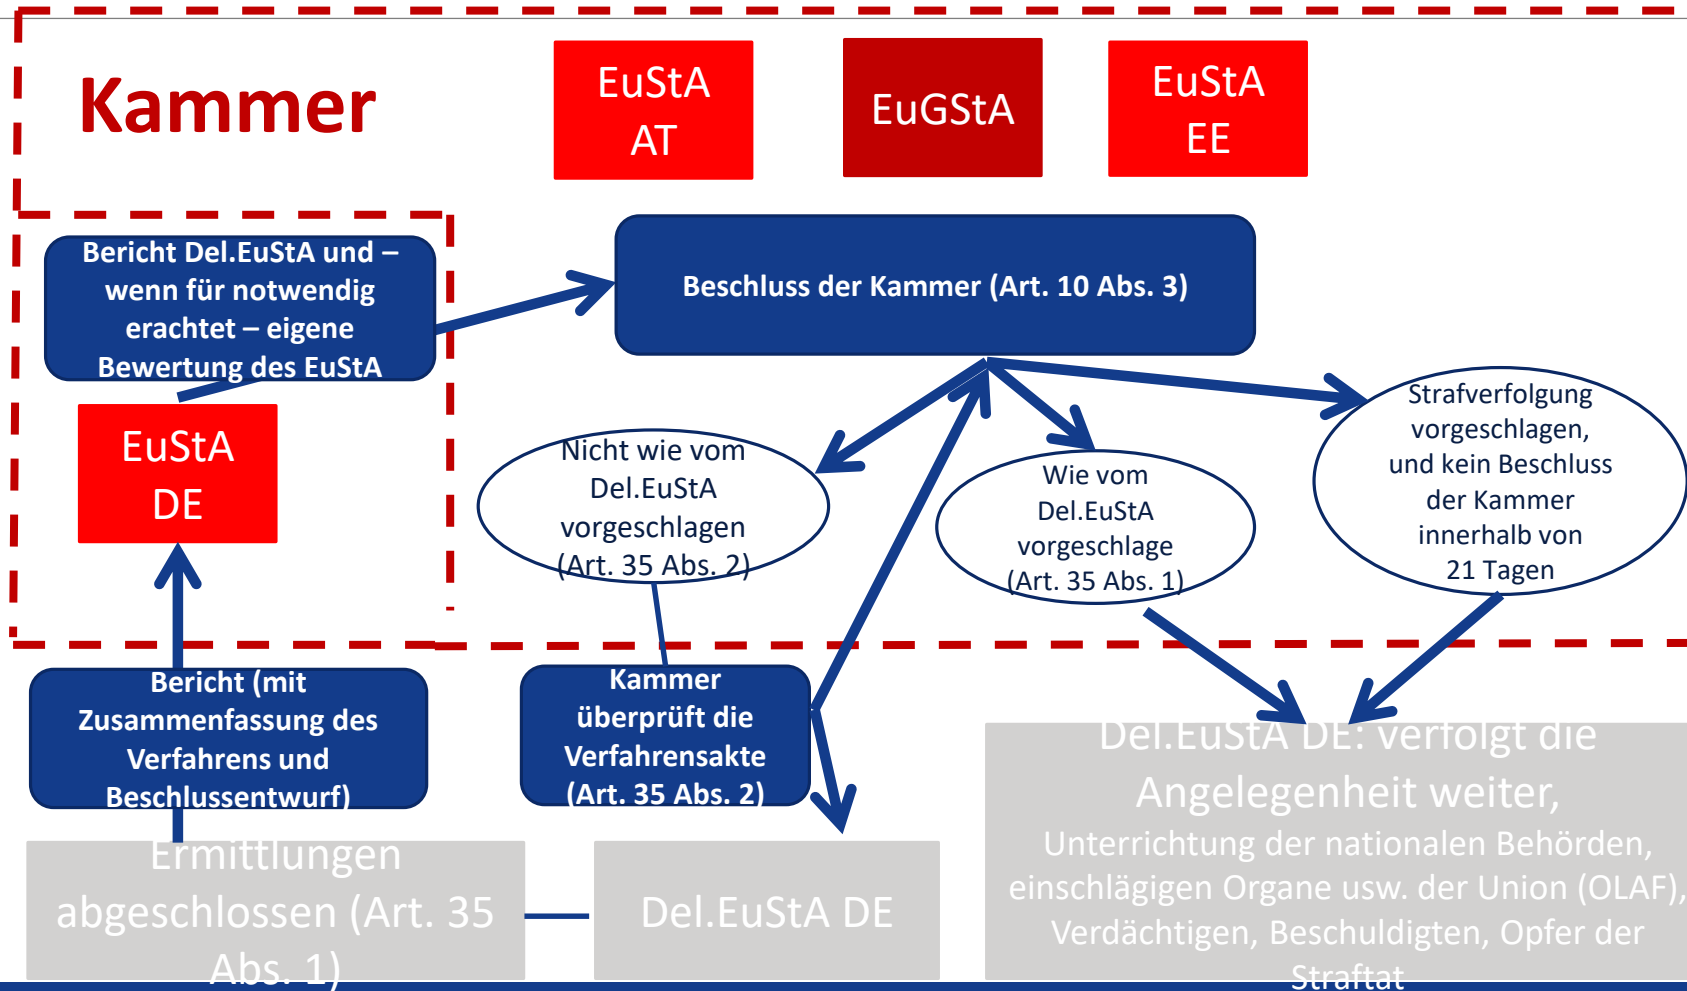 Kammer
EuStA
AT
EuGStA
EuStA
EE
Bericht Del.EuStA und –
wenn für notwendig
erachtet – eigene
Bewertung des EuStA
Beschluss der Kammer (Art. 10 Abs. 3)
EuStA
DE
Nicht wie vom
Del.EuStA
vorgeschlagen
(Art. 35 Abs. 2)
Wie vom
Del.EuStA
vorgeschlage
(Art. 35 Abs. 1)
Strafverfolgung
vorgeschlagen,
und kein Beschluss
der Kammer
innerhalb von
21 Tagen
Bericht (mit
Zusammenfassung des
Verfahrens und
Beschlussentwurf)
Kammer
überprüft die
Verfahrensakte
(Art. 35 Abs. 2)
Ermittlungen
abgeschlossen (Art. 35
Abs. 1)
Del.EuStA DE
Del.EuStA DE: verfolgt die
Angelegenheit weiter,
Unterrichtung der nationalen Behörden,
einschlägigen Organe usw. der Union (OLAF),
Verdächtigen, Beschuldigten, Opfer der
Straftat